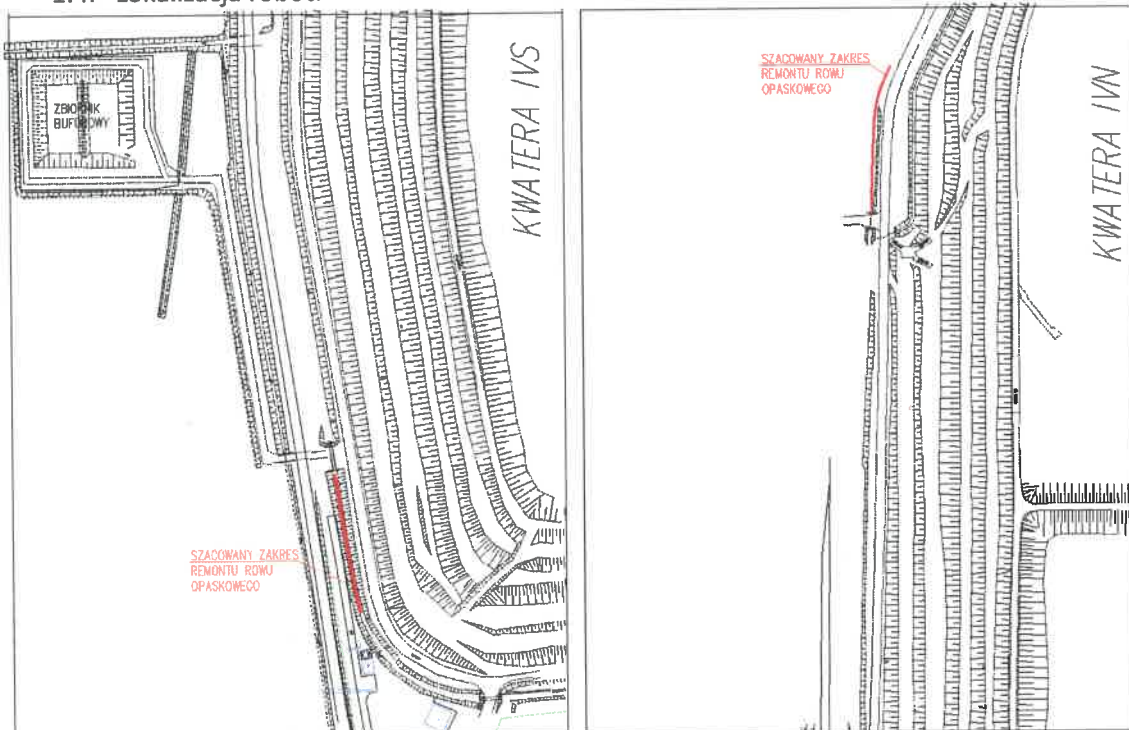 ZBIORNIK
BUFOROWY
KWATERA IVS
SZACOWANY ZAKRES
REMONTU ROWU
OPASKOWEGO
SZACOWANY ZAKRES
REMONTU ROWU
OPASKOWEGO
KWATERA IVN